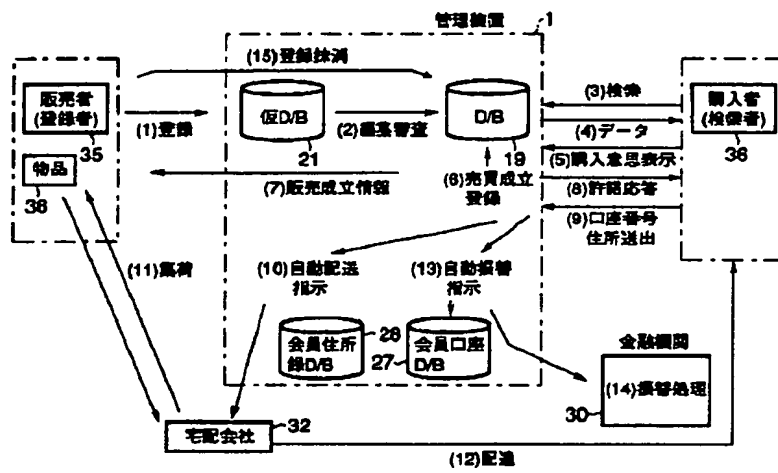 管理装置
1
(15)登録抹消
販売者
(登録者)
35
(1)登録
仮D/B
21
(2)編集審査
D/B
19
(3)検索
(4)データ
(5)購入意思表示
購入者
(検索者)
36
物品
36
(7)販売成立情報
(6)売買成立
登録
(8)許諾応答
(9)口座番号
住所送出
(11)集荷
(10)自動配送
指示
(13)自動振替
指示
会員住所
録D/B
28
27
会員口座
D/B
金融機関
(14)振替処理
30
宅配会社
32
(12)配達